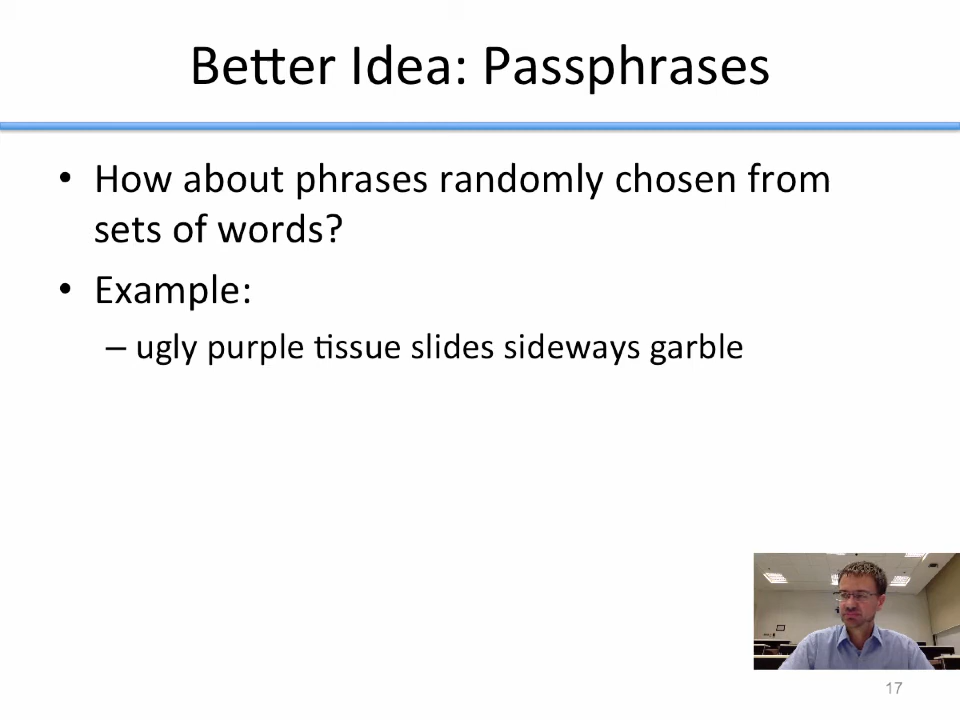 Better Idea: Passphrases
• How about phrases randomly chosen from
sets of words?
• Example:
– ugly purple tissue slides sideways garble
17